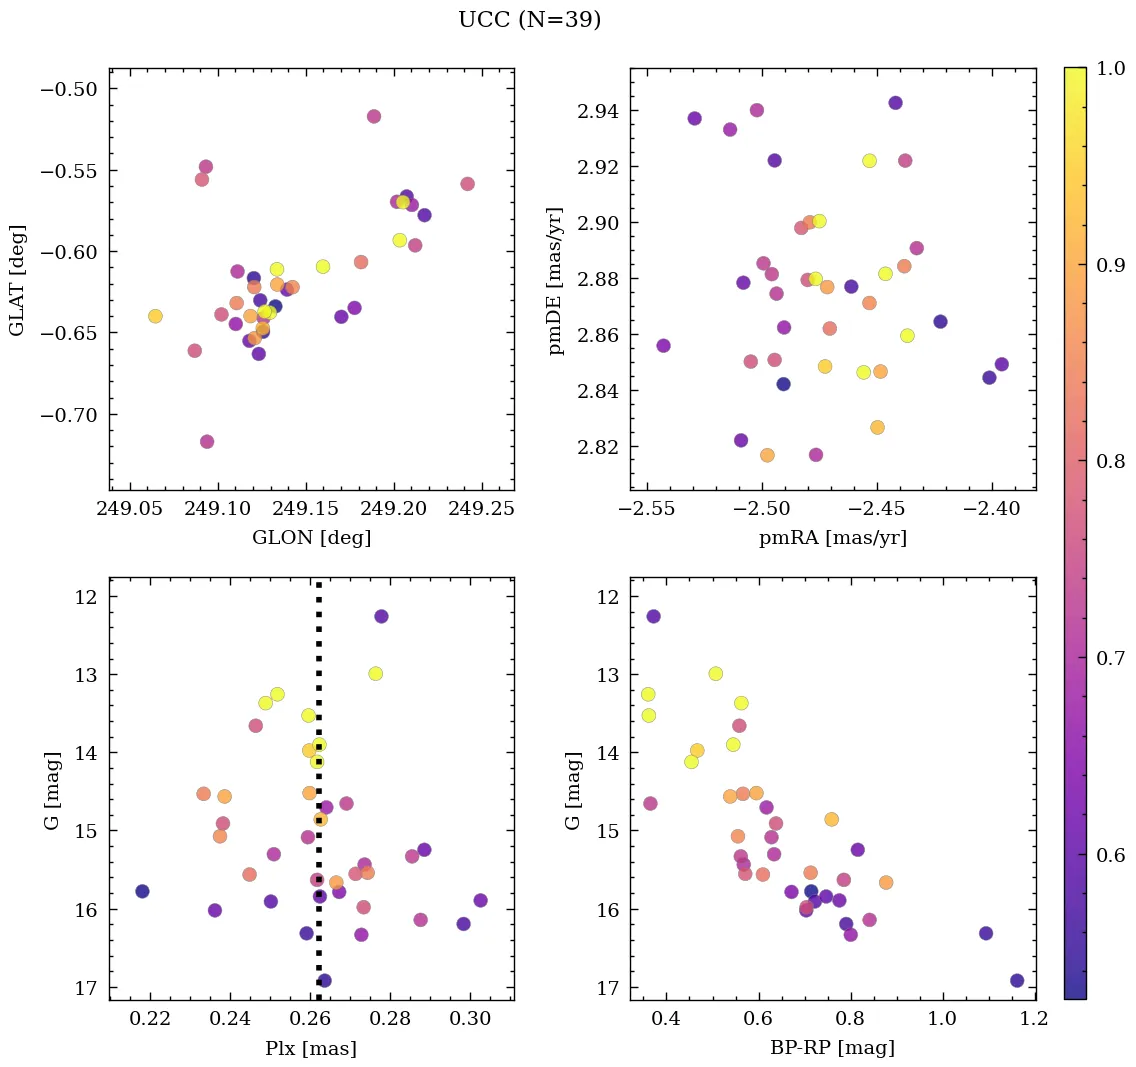 UCC (N=39)
−0.50
−0.55
−0.60
−0.65
−0.70
GLAT [deg]
249.05 249.10 249.15 249.20 249.25
GLON [deg]
2.94
2.92
2.90
2.88
2.86
2.84
2.82
pmDE [mas/yr]
−2.55 −2.50 −2.45 −2.40
pmRA [mas/yr]
12
13
14
15
16
17
G [mag]
0.22 0.24 0.26 0.28 0.30
Plx [mas]
12
13
14
15
16
17
G [mag]
0.4 0.6 0.8 1.0 1.2
BP-RP [mag]
1.0
0.9
0.8
0.7
0.6